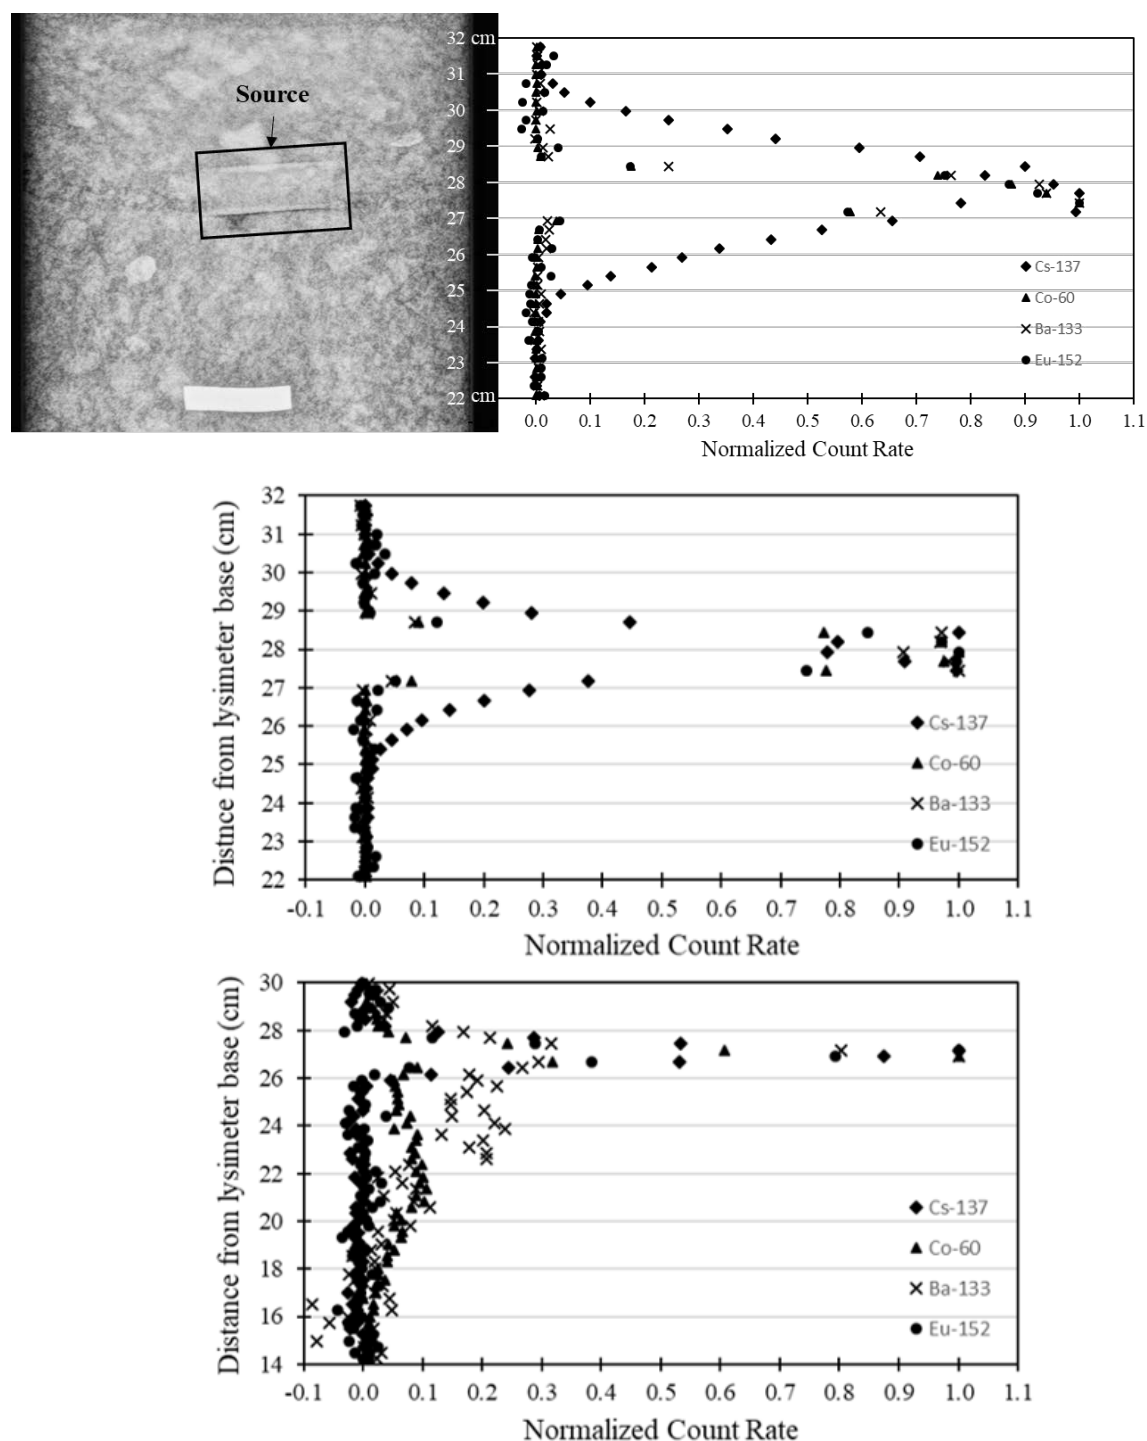 Source
32 cm
31
30
29
28
27
26
25
24
23
22 cm
Cs-137
Co-60
Ba-133
Eu-152
0.0 0.1 0.2 0.3 0.4 0.5 0.6 0.7 0.8 0.9 1.0 1.1
Normalized Count Rate
Distnce from lysimeter base (cm)
32
31
30
29
28
27
26
25
24
23
22
Cs-137
Co-60
Ba-133
Eu-152
-0.1 0.0 0.1 0.2 0.3 0.4 0.5 0.6 0.7 0.8 0.9 1.0 1.1
Normalized Count Rate
Distance from lysimeter base (cm)
30
28
26
24
22
20
18
16
14
Cs-137
Co-60
Ba-133
Eu-152
-0.1 0.0 0.1 0.2 0.3 0.4 0.5 0.6 0.7 0.8 0.9 1.0 1.1
Normalized Count Rate